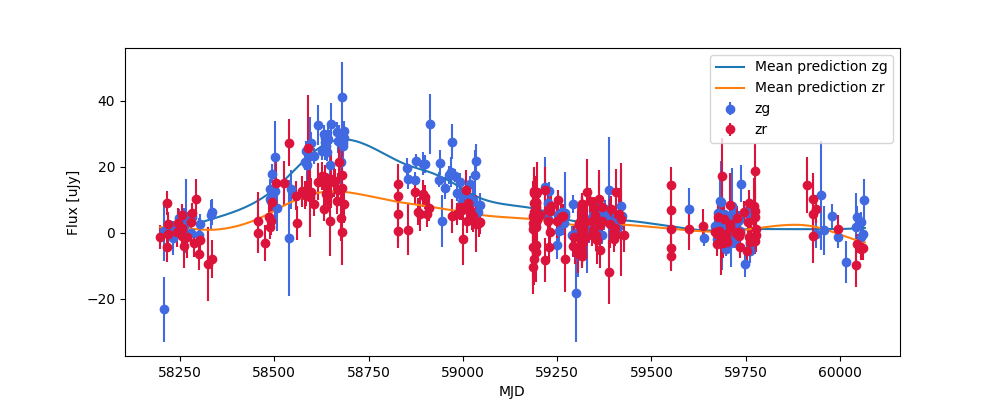 Mean prediction zg
Mean prediction zr
zg
zr
Flux [uJy]
40
20
0
−20
58250 58500 58750 59000 59250 59500 59750 60000
MJD